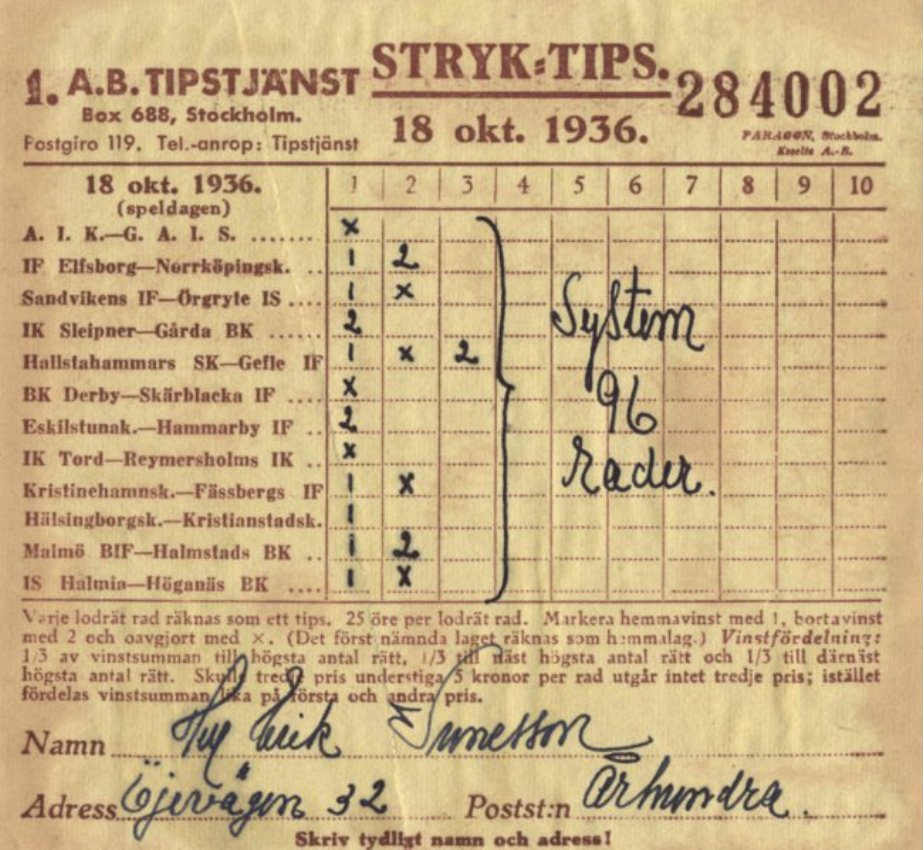 1. A.B. TIPSTJÄNST STRYK=TIPS. 284002
Box 688, Stockholm.
Postgiro 119. Tel.-anrop: Tipstjänst 18 okt. 1936.
PARAGON, Stockholm.
18 okt. 1936. 1 2 3 4 5 6 7 8 9 10
(speldagen)
A. I. K.—G. A. I. S. ....... x
IF Elfsborg—Norrköpingsk. .. 1 2
Sandvikens IF—Örgryte IS .... 1 x
IK Sleipner—Gårda BK ...... 2 System
Hallstahammars SK—Gefle IF 1 x 2
BK Derby—Skärblacka IF .... x 96
Eskilstunak.—Hammarby IF .. 2
IK Tord—Reymersholms IK .. x Rader.
Kristinehamnsk.—Fässbergs IF 1 x
Hälsingborgsk.—Kristianstadsk. 1
Malmö BIF—Halmstads BK .. 1 2
IS Halmia—Höganäs BK .. 1 x
Varje lodrät rad räknas som ett tips. 25 öre per lodrät rad. Markera hemmavinst med 1, bortavinst
med 2 och oavgjort med ×. (Det först nämnda laget räknas som hemmalag.) Vinstfördelning:
1/3 av vinstsumman till högsta antal rätt, 1/3 till näst högsta antal rätt och 1/3 till därnäst
högsta antal rätt. Skulle tredje pris understiga 5 kronor per rad utgår intet tredje pris; istället
fördelas vinstsumman lika på första och andra pris.
Namn Erik Sunesson
Adress 32 Postst:n
Skriv tydligt namn och adress!